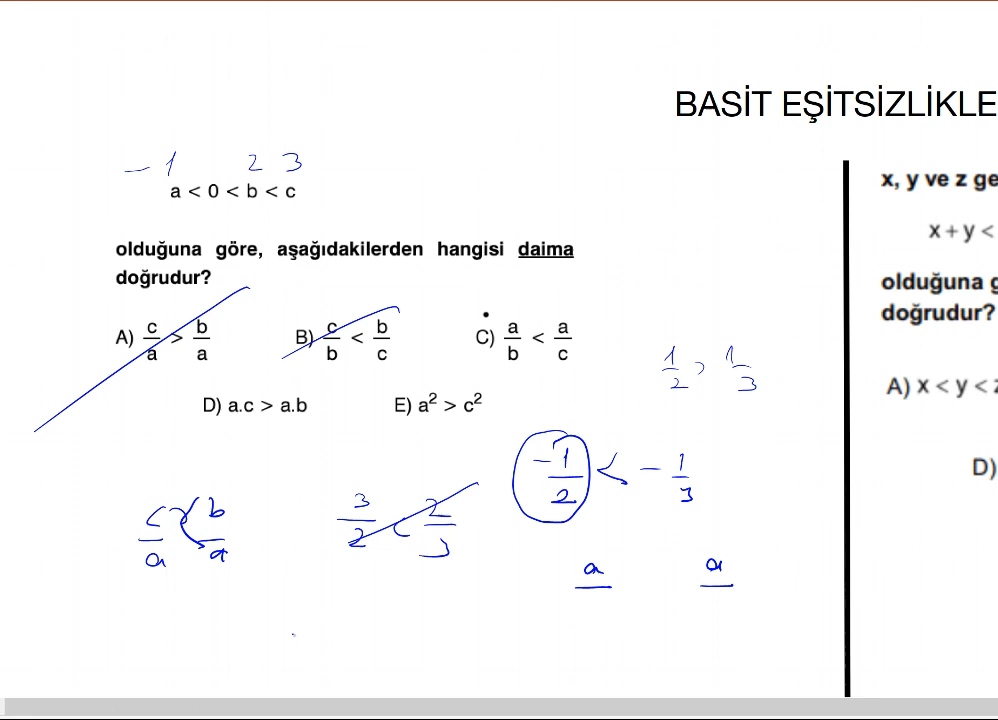 BASİT EŞİTSİZLİKLE
- 1 2 3
a < 0 < b < c
olduğuna göre, aşağıdakilerden hangisi daima
doğrudur?
A) c/a > b/a B) c/b < b/c C) a/b < a/c
D) a.c > a.b E) a² > c²
1/2 > 1/3
-1/2 < - 1/3
c/a b/a
3/2 < 2/3
a a
x, y ve z ge
x + y <
olduğuna g
doğrudur?
A) x < y < z
D)